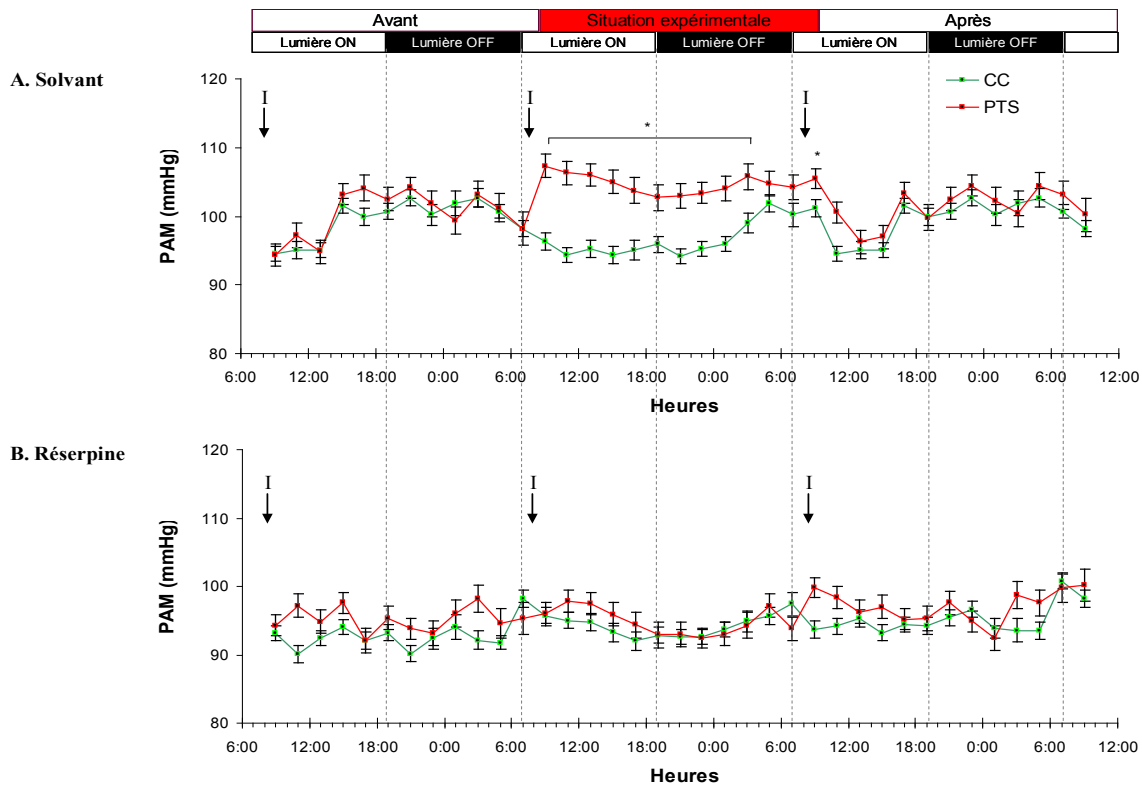 Avant Situation expérimentale Après
Lumière ON Lumière OFF Lumière ON Lumière OFF Lumière ON Lumière OFF
A. Solvant
120
110
100
90
80
PAM (mmHg)
I I I
* *
CC
PTS
6:00 12:00 18:00 0:00 6:00 12:00 18:00 0:00 6:00 12:00 18:00 0:00 6:00 12:00
Heures
B. Réserpine
120
110
100
90
80
PAM (mmHg)
I I I
6:00 12:00 18:00 0:00 6:00 12:00 18:00 0:00 6:00 12:00 18:00 0:00 6:00 12:00
Heures